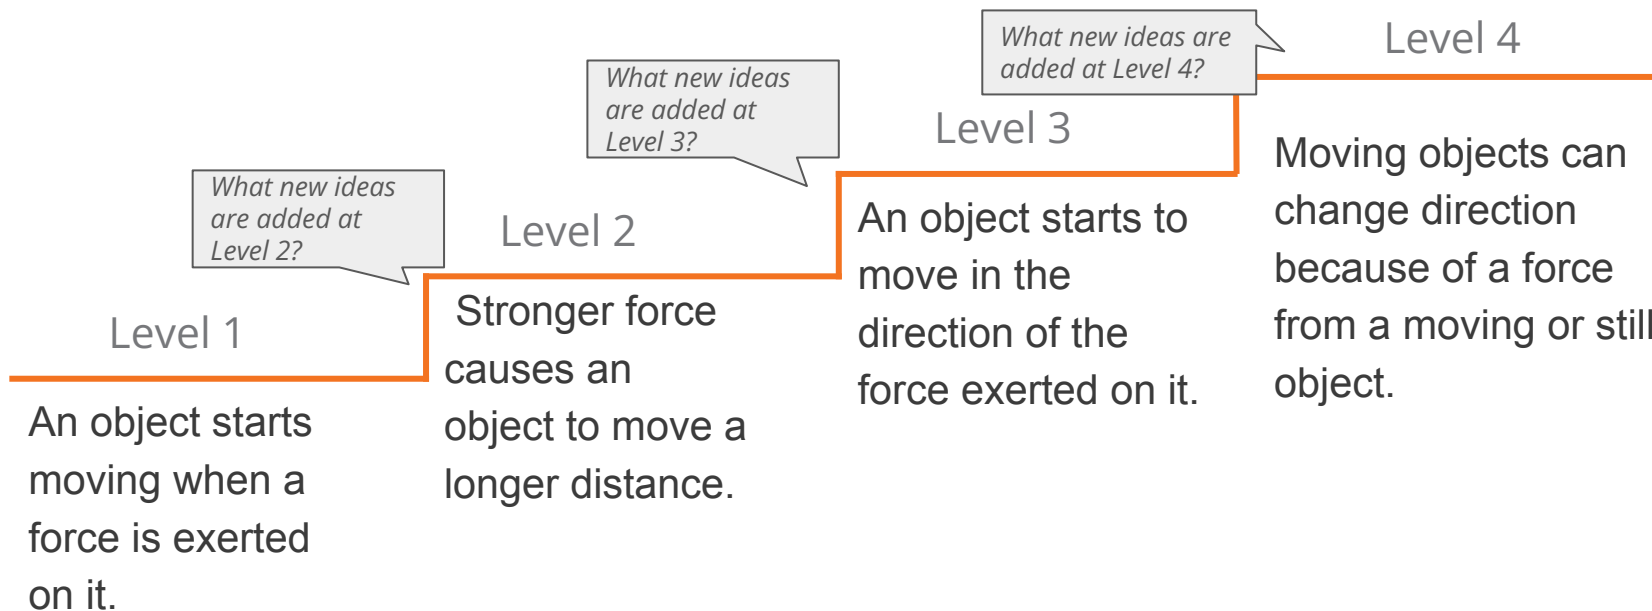 Level 1
An object starts
moving when a
force is exerted
on it.
What new ideas
are added at
Level 2?
Level 2
Stronger force
causes an
object to move a
longer distance.
What new ideas
are added at
Level 3?
Level 3
An object starts to
move in the
direction of the
force exerted on it.
What new ideas are
added at Level 4?
Level 4
Moving objects can
change direction
because of a force
from a moving or still
object.